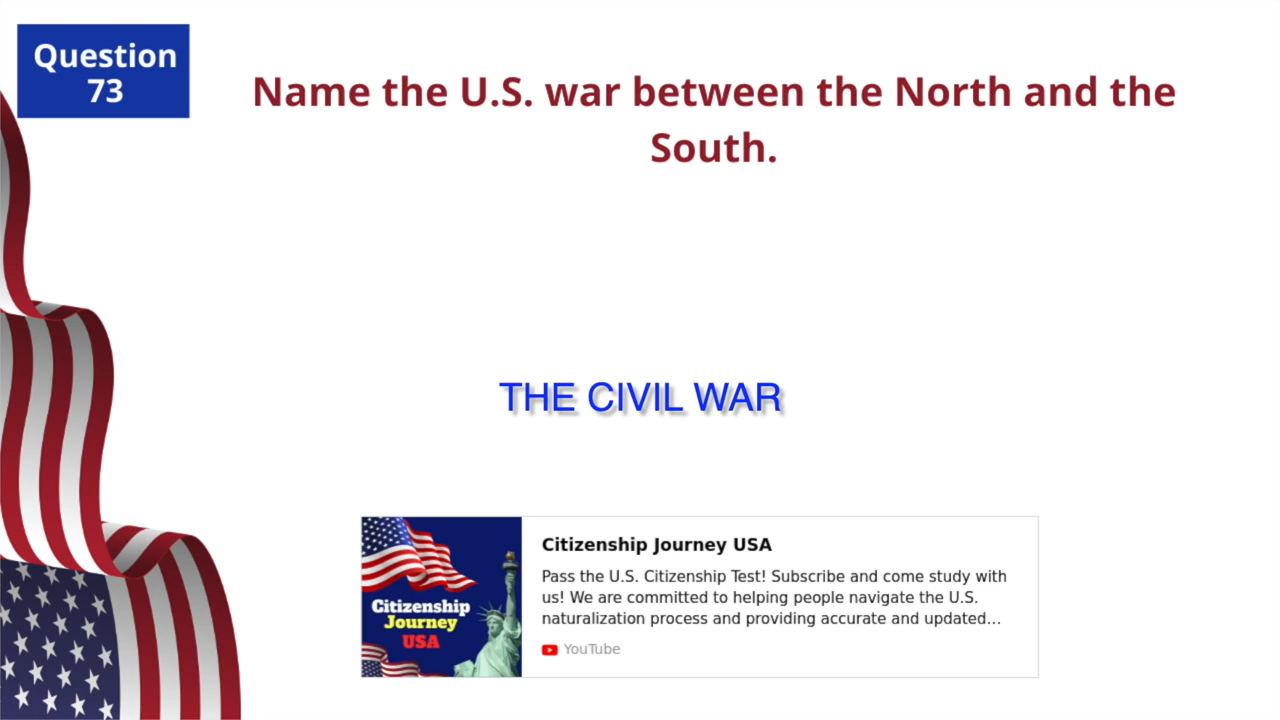 Question
73
Name the U.S. war between the North and the
South.
THE CIVIL WAR
Citizenship
Journey
USA
Citizenship Journey USA
Pass the U.S. Citizenship Test! Subscribe and come study with
us! We are committed to helping people navigate the U.S.
naturalization process and providing accurate and updated...
YouTube